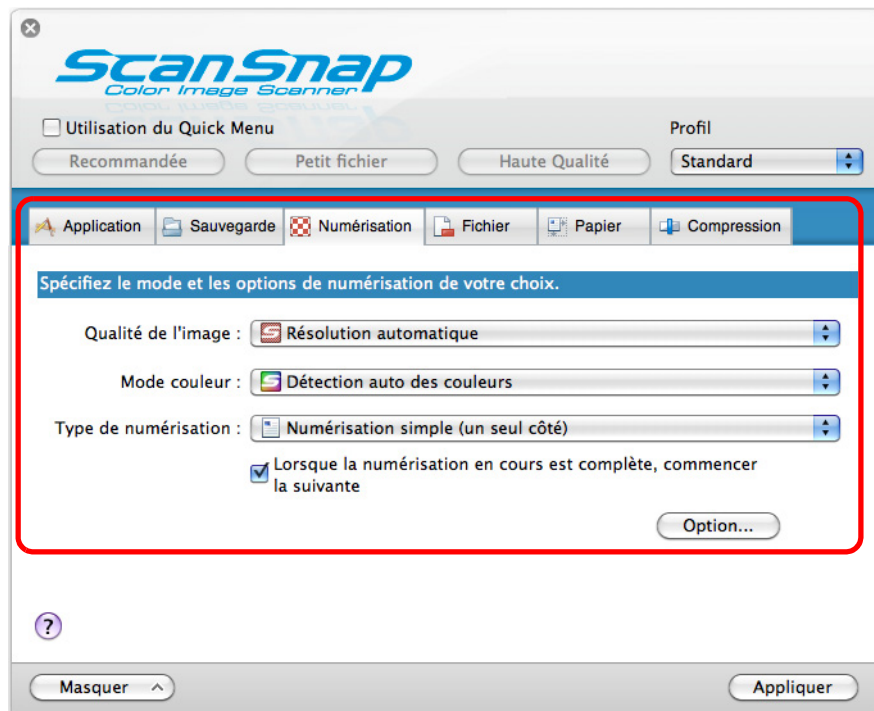 ScanSnap
Color Image Scanner
Utilisation du Quick Menu
Profil
Recommandée
Petit fichier
Haute Qualité
Standard
Application
Sauvegarde
Numérisation
Fichier
Papier
Compression
Spécifiez le mode et les options de numérisation de votre choix.
Qualité de l'image : Résolution automatique
Mode couleur : Détection auto des couleurs
Type de numérisation : Numérisation simple (un seul côté)
Lorsque la numérisation en cours est complète, commencer
la suivante
Option...
?
Masquer
Appliquer